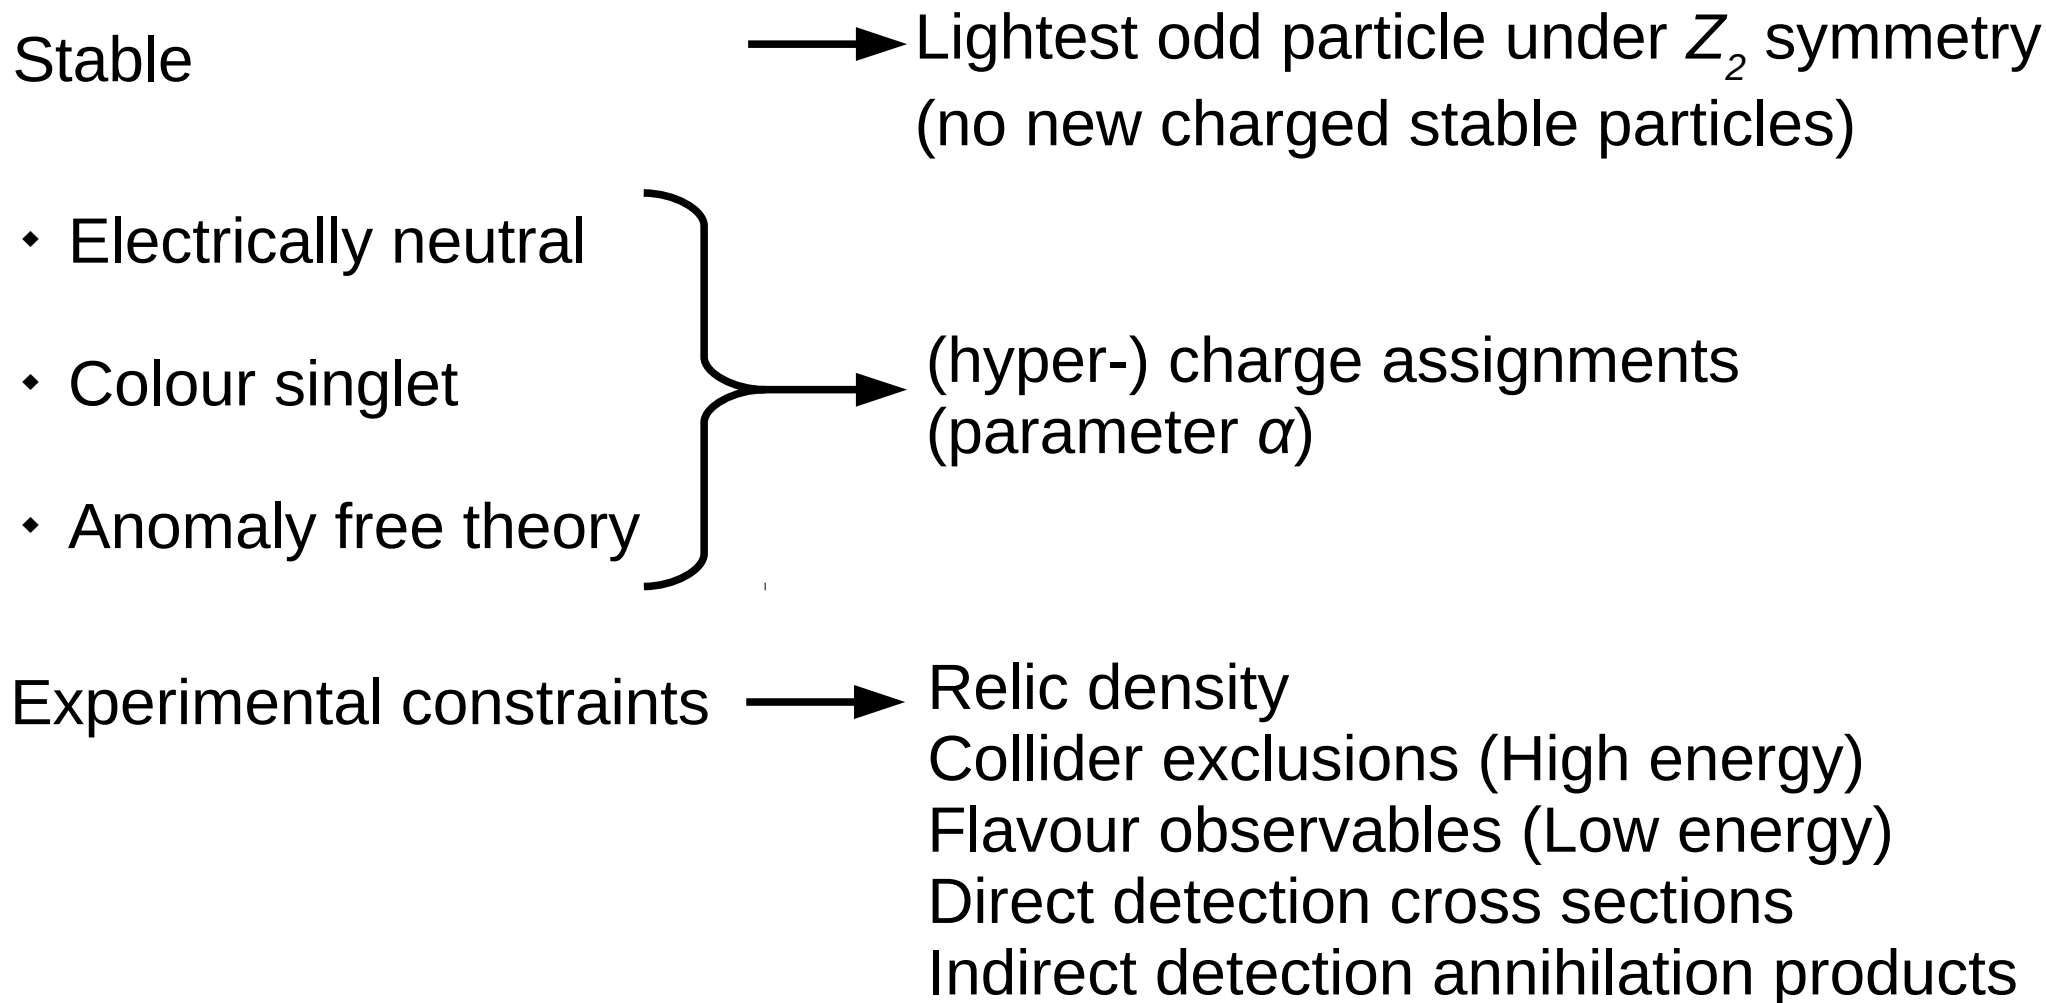 Stable
Lightest odd particle under Z2 symmetry
(no new charged stable particles)
Electrically neutral
Colour singlet
Anomaly free theory
(hyper-) charge assignments
(parameter α)
Experimental constraints
Relic density
Collider exclusions (High energy)
Flavour observables (Low energy)
Direct detection cross sections
Indirect detection annihilation products